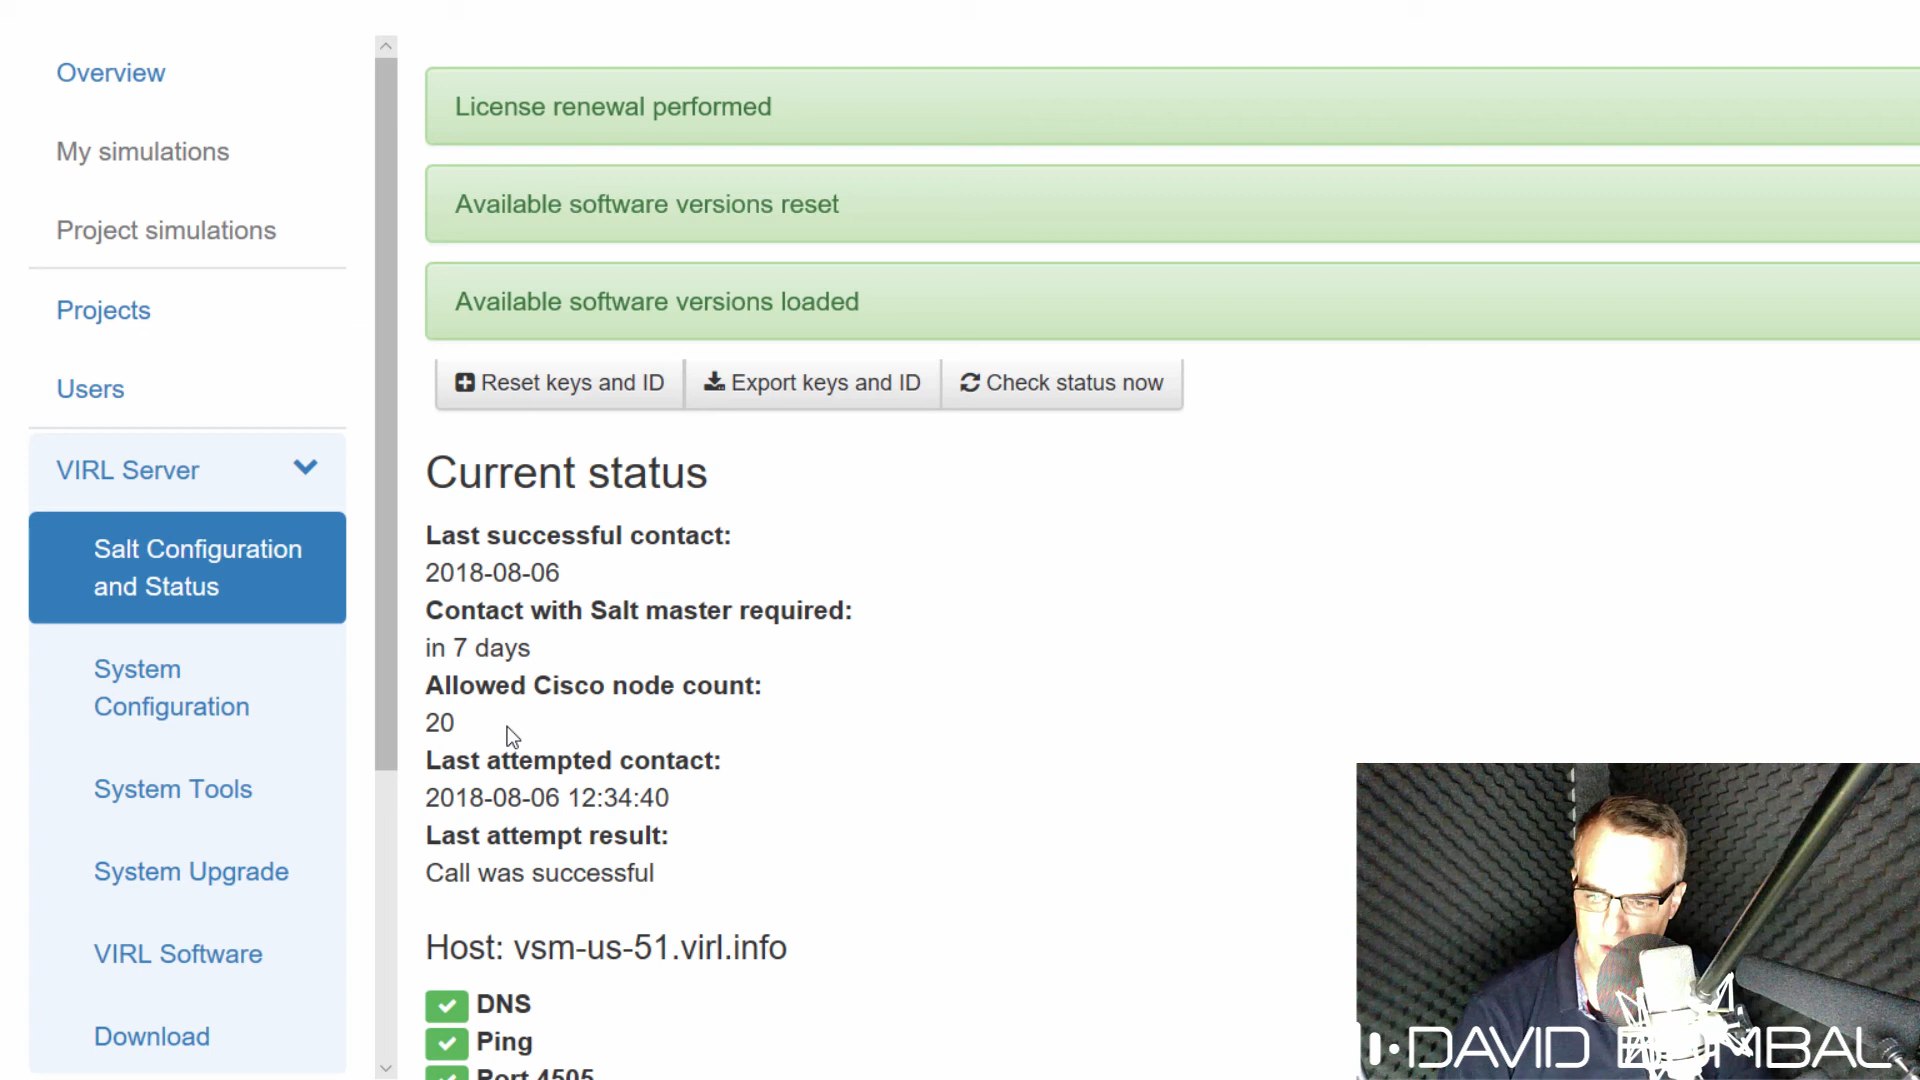 Overview
My simulations
Project simulations
Projects
Users
VIRL Server
Salt Configuration
and Status
System
Configuration
System Tools
System Upgrade
VIRL Software
Download
License renewal performed
Available software versions reset
Available software versions loaded
Reset keys and ID
Export keys and ID
Check status now
Current status
Last successful contact:
2018-08-06
Contact with Salt master required:
in 7 days
Allowed Cisco node count:
20
Last attempted contact:
2018-08-06 12:34:40
Last attempt result:
Call was successful
Host: vsm-us-51.virl.info
DNS
Ping
Port 4505
DAVID BOMBAL